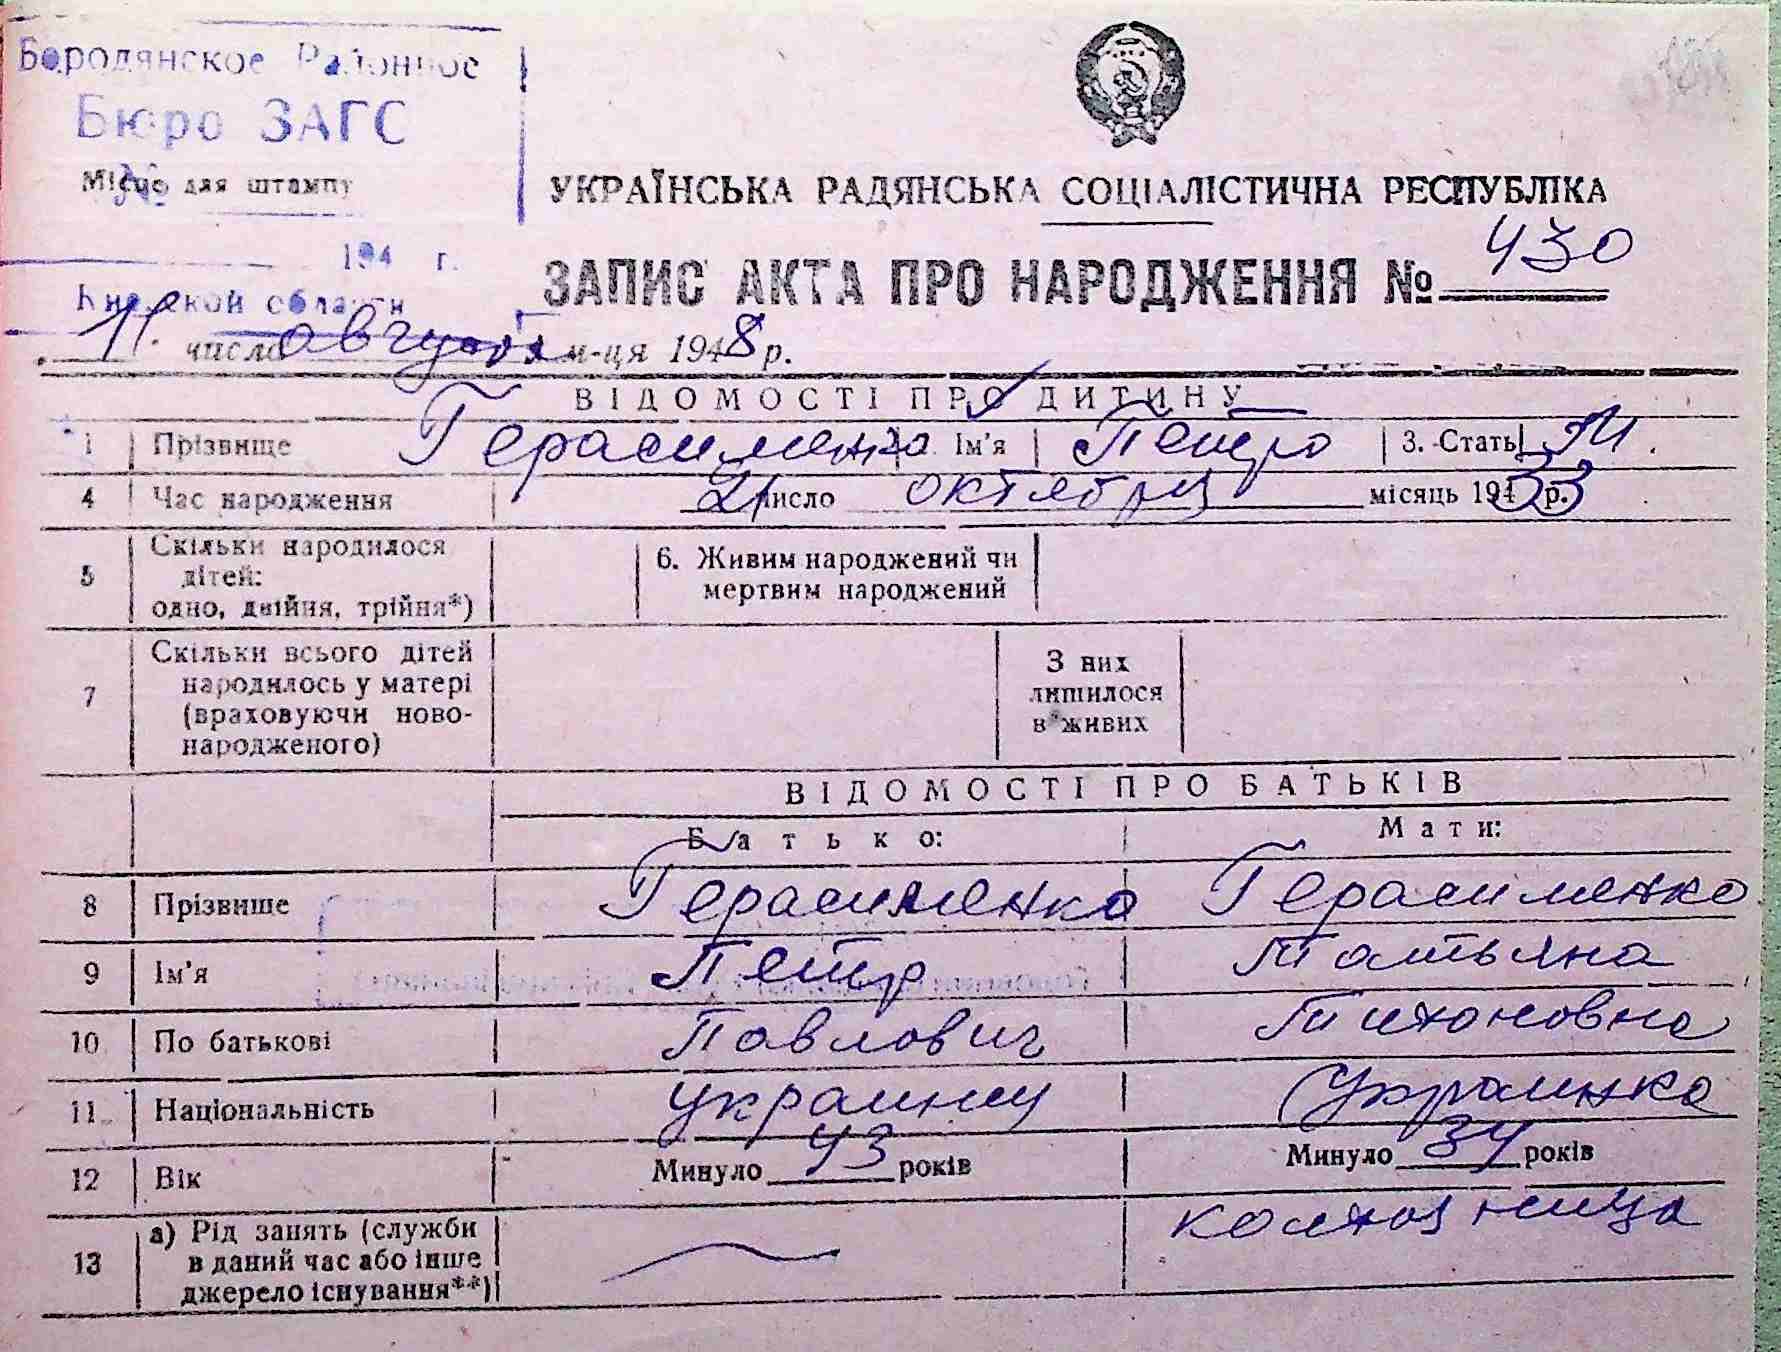 Бородянское Районное
Бюро ЗАГС
Місце для штампу
194 г.
Киевской области
УКРАЇНСЬКА РАДЯНСЬКА СОЦІАЛІСТИЧНА РЕСПУБЛІКА
ЗАПИС АКТА ПРО НАРОДЖЕННЯ № 430
11 число августа м-ця 1948 р.
ВІДОМОСТІ ПРО ДИТИНУ
1 Прізвище Герасименко Ім'я Петро 3. Стать М.
4 Час народження 21 число октября місяць 1933 р.
5 Скільки народилося дітей: одно, двійня, трійня*)
6. Живим народжений чи мертвим народжений
7 Скільки всього дітей народилось у матері (враховуючи ново-народженого)
З них лишилося в живих
ВІДОМОСТІ ПРО БАТЬКІВ
Батько: Мати:
8 Прізвище Герасименко Герасименко
9 Ім'я Петр Татьяна
10 По батькові Павлович Тихоновна
11 Національність украинец Украинка
12 Вік Минуло 43 років Минуло 34 років
13 а) Рід занять (служби в даний час або інше джерело існування**) колхозница